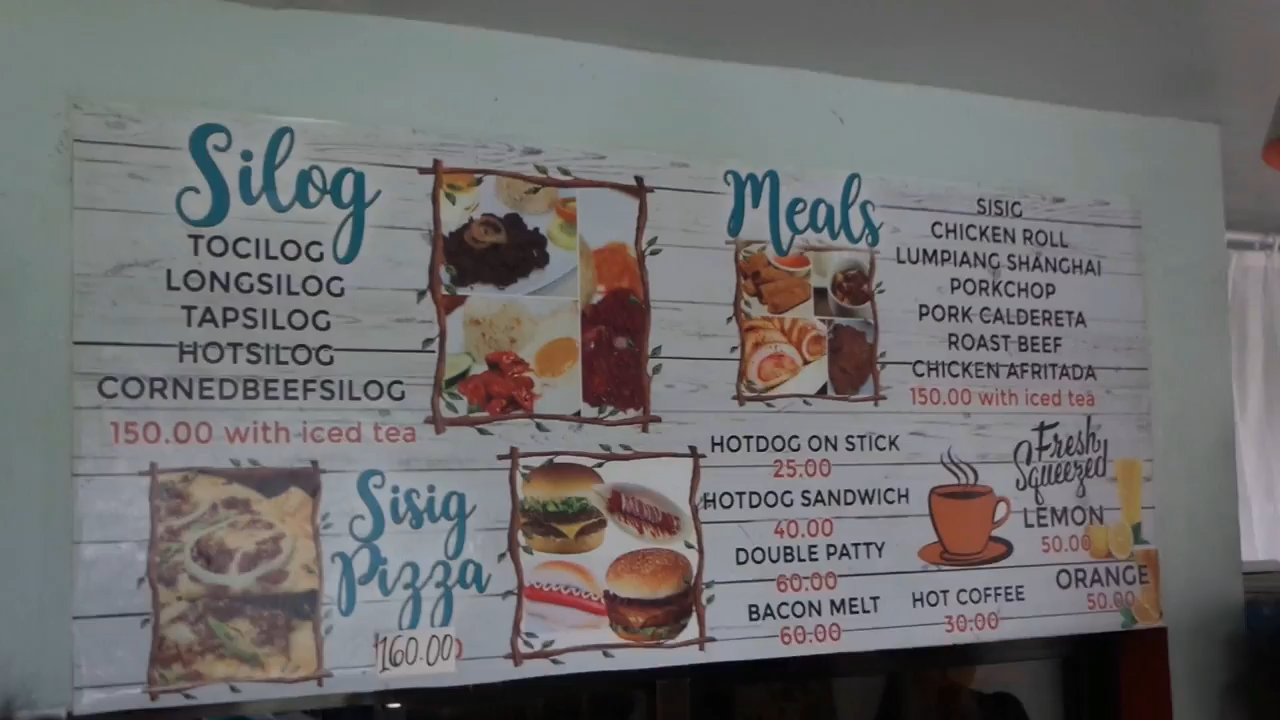 Silog
TOCILOG
LONGSILOG
TAPSILOG
HOTSILOG
CORNEDBEEFSILOG
150.00 with iced tea
Sisig
Pizza
160.00
Meals
SISIG
CHICKEN ROLL
LUMPIANG SHANGHAI
PORKCHOP
PORK CALDERETA
ROAST BEEF
CHICKEN AFRITADA
150.00 with iced tea
HOTDOG ON STICK
25.00
HOTDOG SANDWICH
40.00
DOUBLE PATTY
60.00
BACON MELT
60.00
HOT COFFEE
30.00
Fresh
Squeezed
LEMON
50.00
ORANGE
50.00